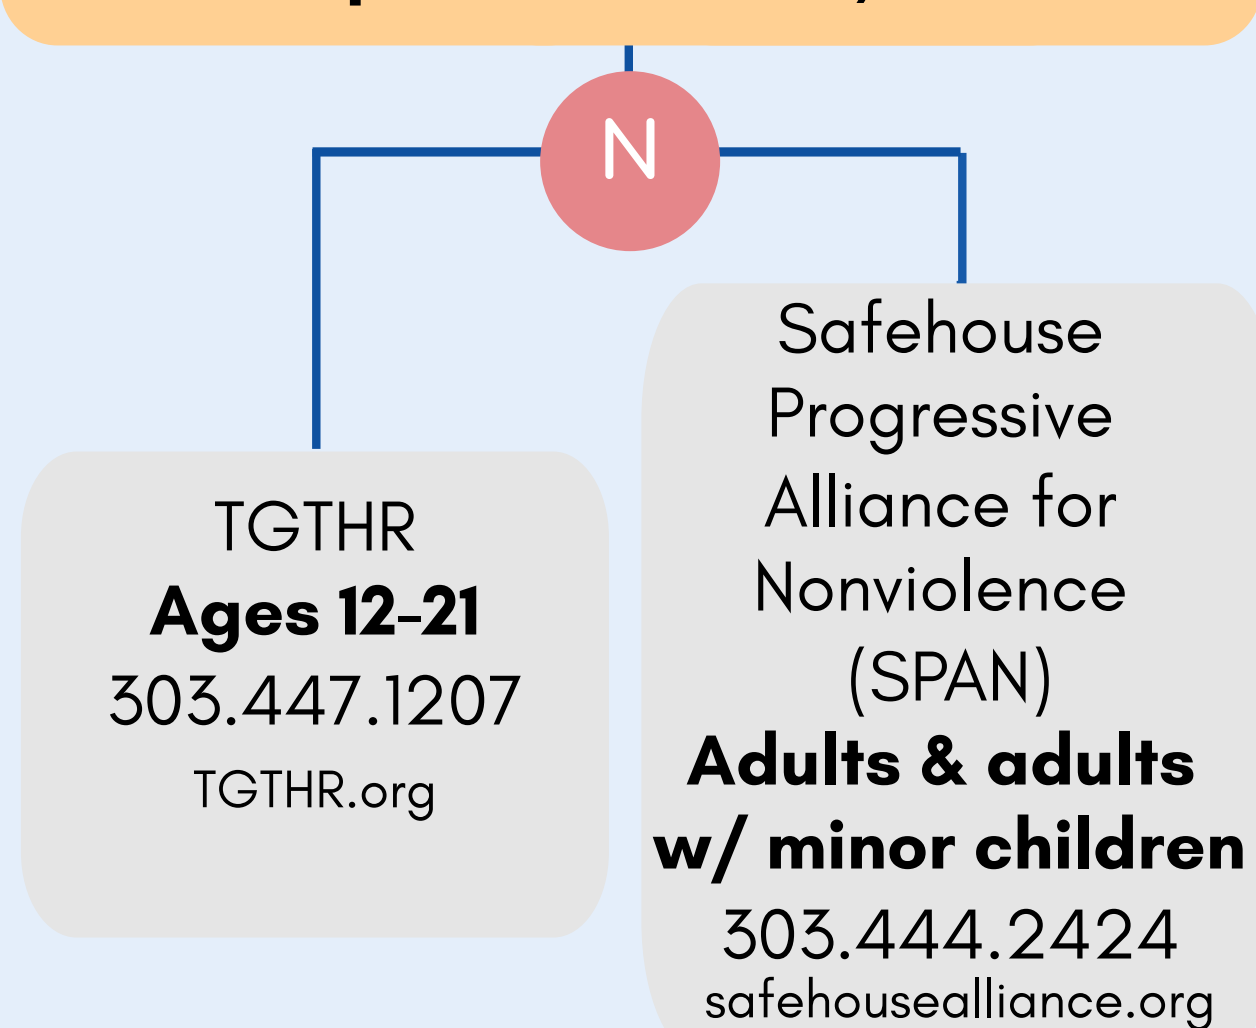 N
TGTHR
Ages 12-21
303.447.1207
TGTHR.org
Safehouse
Progressive
Alliance for
Nonviolence
(SPAN)
Adults & adults
w/ minor children
303.444.2424
safehousealliance.org